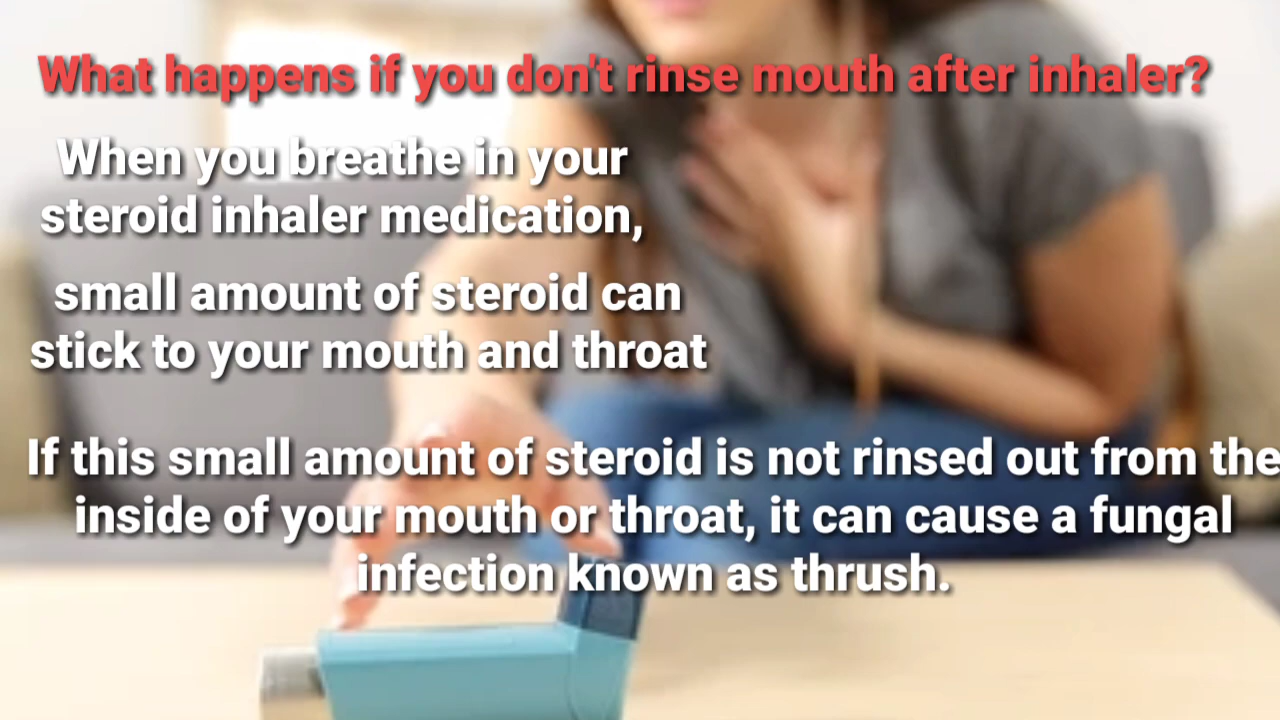 What happens if you don't rinse mouth after inhaler?
When you breathe in your
steroid inhaler medication,
small amount of steroid can
stick to your mouth and throat
If this small amount of steroid is not rinsed out from the
inside of your mouth or throat, it can cause a fungal
infection known as thrush.